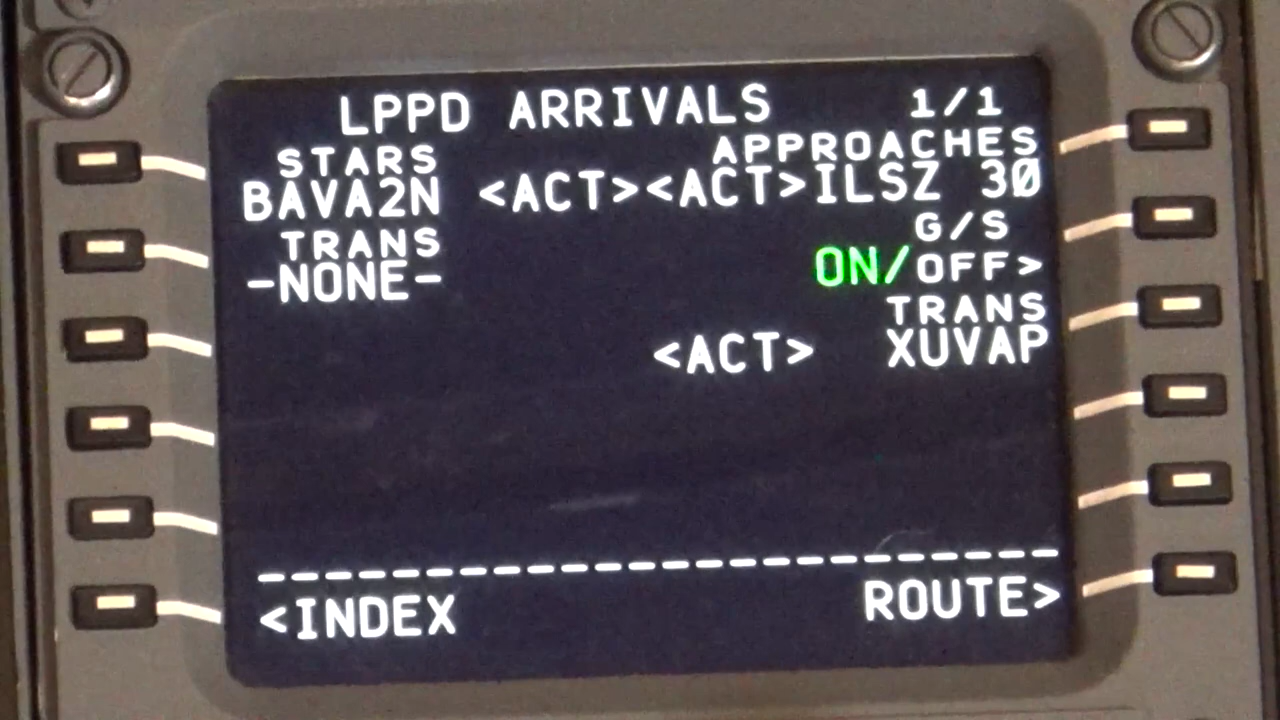 LPPD ARRIVALS 1/1
STARS APPROACHES
BAVA2N <ACT><ACT>ILSZ 30
TRANS G/S
-NONE- ON/OFF>
TRANS
<ACT> XUVAP
------------------------
<INDEX ROUTE>